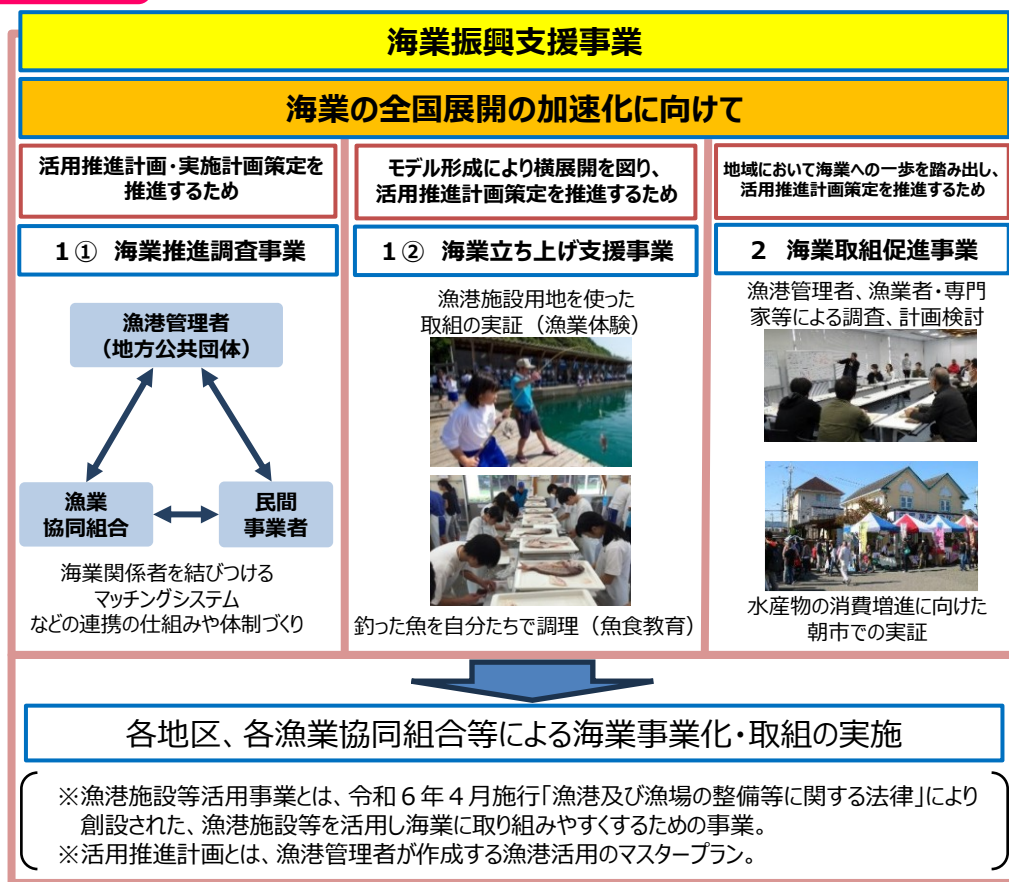 海業振興支援事業
海業の全国展開の加速化に向けて
活用推進計画・実施計画策定を
推進するため
1① 海業推進調査事業
漁港管理者
（地方公共団体）
漁業
協同組合
民間
事業者
海業関係者を結びつける
マッチングシステム
などの連携の仕組みや体制づくり
モデル形成により横展開を図り、
活用推進計画策定を推進するため
1② 海業立ち上げ支援事業
漁港施設用地を使った
取組の実証（漁業体験）
釣った魚を自分たちで調理（魚食教育）
地域において海業への一歩を踏み出し、
活用推進計画策定を推進するため
2 海業取組促進事業
漁港管理者、漁業者・専門
家等による調査、計画検討
水産物の消費増進に向けた
朝市での実証
各地区、各漁業協同組合等による海業事業化・取組の実施
※漁港施設等活用事業とは、令和６年４月施行「漁港及び漁場の整備等に関する法律」により
創設された、漁港施設等を活用し海業に取り組みやすくするための事業。
※活用推進計画とは、漁港管理者が作成する漁港活用のマスタープラン。